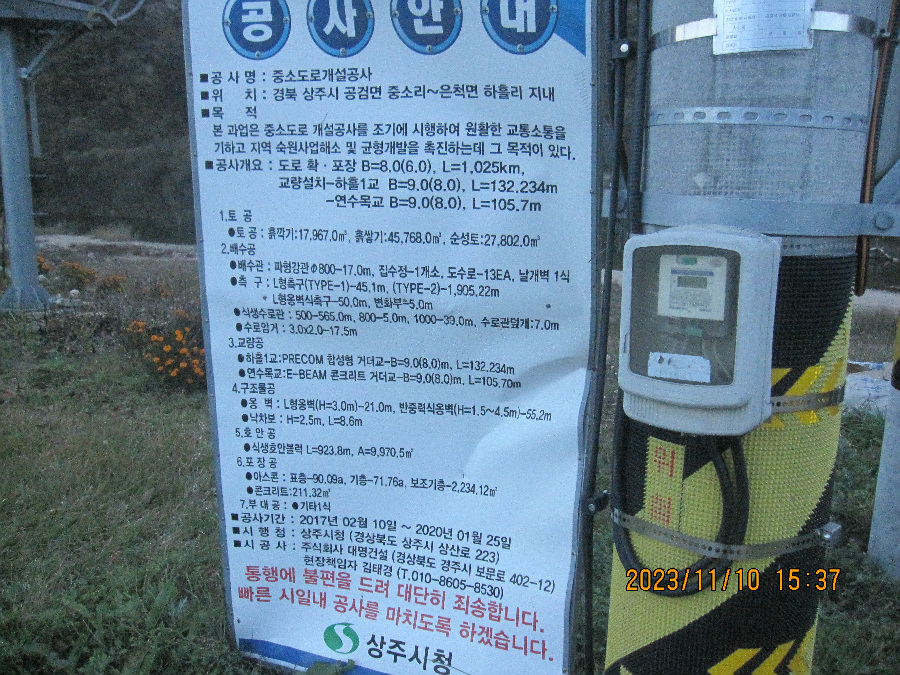 공사안내
■공 사 명 : 중소도로개설공사
■위 치 : 경북 상주시 공검면 중소리~은척면 하흘리 지내
■목 적
본 과업은 중소도로 개설공사를 조기에 시행하여 원활한 교통소통을
기하고 지역 숙원사업해소 및 균형개발을 촉진하는데 그 목적이 있다.
■공사개요 : 도로 확·포장 B=8.0(6.0), L=1.025km,
교량설치-하흘1교 B=9.0(8.0), L=132.234m
-연수목교 B=9.0(8.0), L=105.7m
1.토 공
●토 공 : 흙깎기:17,967.0㎥, 흙쌓기:45,768.0㎥, 순성토:27,802.0㎥
2.배수공
●배수관 : 파형강관Φ800-17.0m, 집수정-1개소, 도수로-13EA, 날개벽 1식
●측 구 : L형측구(TYPE-1)-45.1m, (TYPE-2)-1,905.22m
* L형옹벽식측구-50.0m, 변화부=5.0m
●식생수로관 : 500-565.0m, 800-5.0m, 1000-39.0m, 수로관덮개:7.0m
●수로암거 : 3.0x2.0-17.5m
3.교량공
●하흘1교:PRECOM 합성형 거더교-B=9.0(8.0)m, L=132.234m
●연수목교:E-BEAM 콘크리트 거더교-B=9.0(8.0)m, L=105.70m
4.구조물공
●옹 벽 : L형옹벽(H=3.0m)-21.0m, 반중력식옹벽(H=1.5~4.5m)-55.2m
●낙차보 : H=2.5m, L=8.6m
5.호 안 공
●식생호안블럭 L=923.8m, A=9,970.5㎡
6.포 장 공
●아스콘 : 표층-90.09a, 기층-71.76a, 보조기층-2,234.12㎥
●콘크리트:211.32㎥
7.부 대 공 : ●기타1식
■공사기간 : 2017년 02월 10일 ~ 2020년 01월 25일
■시 행 청 : 상주시청 (경상북도 상주시 상산로 223)
■시 공 사 : 주식회사 대명건설 (경상북도 경주시 보문로 402-12)
현장책임자 김태경 (T.010-8605-8530)
통행에 불편을 드려 대단히 죄송합니다.
빠른 시일내 공사를 마치도록 하겠습니다.
상주시청
위
험
2023/11/10 15:37